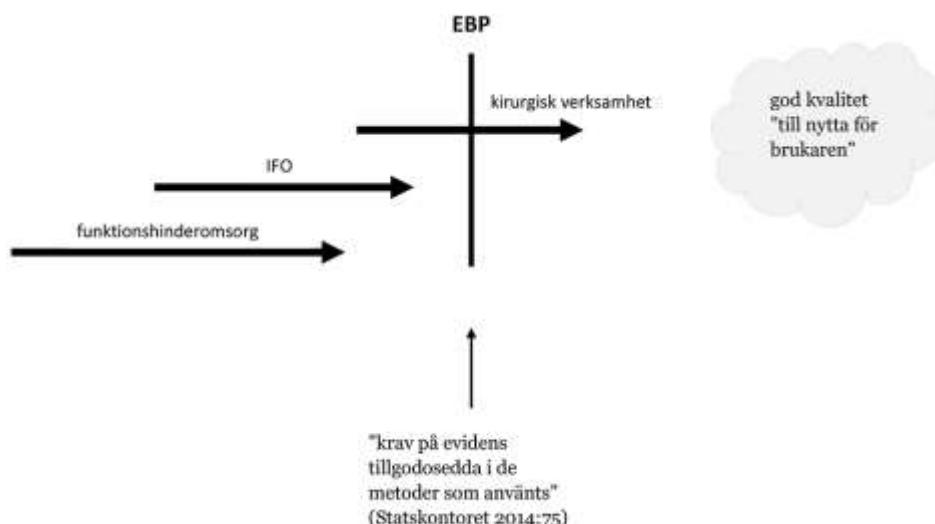 EBP
kirurgisk verksamhet
god kvalitet
"till nytta för
brukaren"
IFO
funktionshinderomsorg
"krav på evidens
tillgodosedda i de
metoder som använts"
(Statskontoret 2014:75)